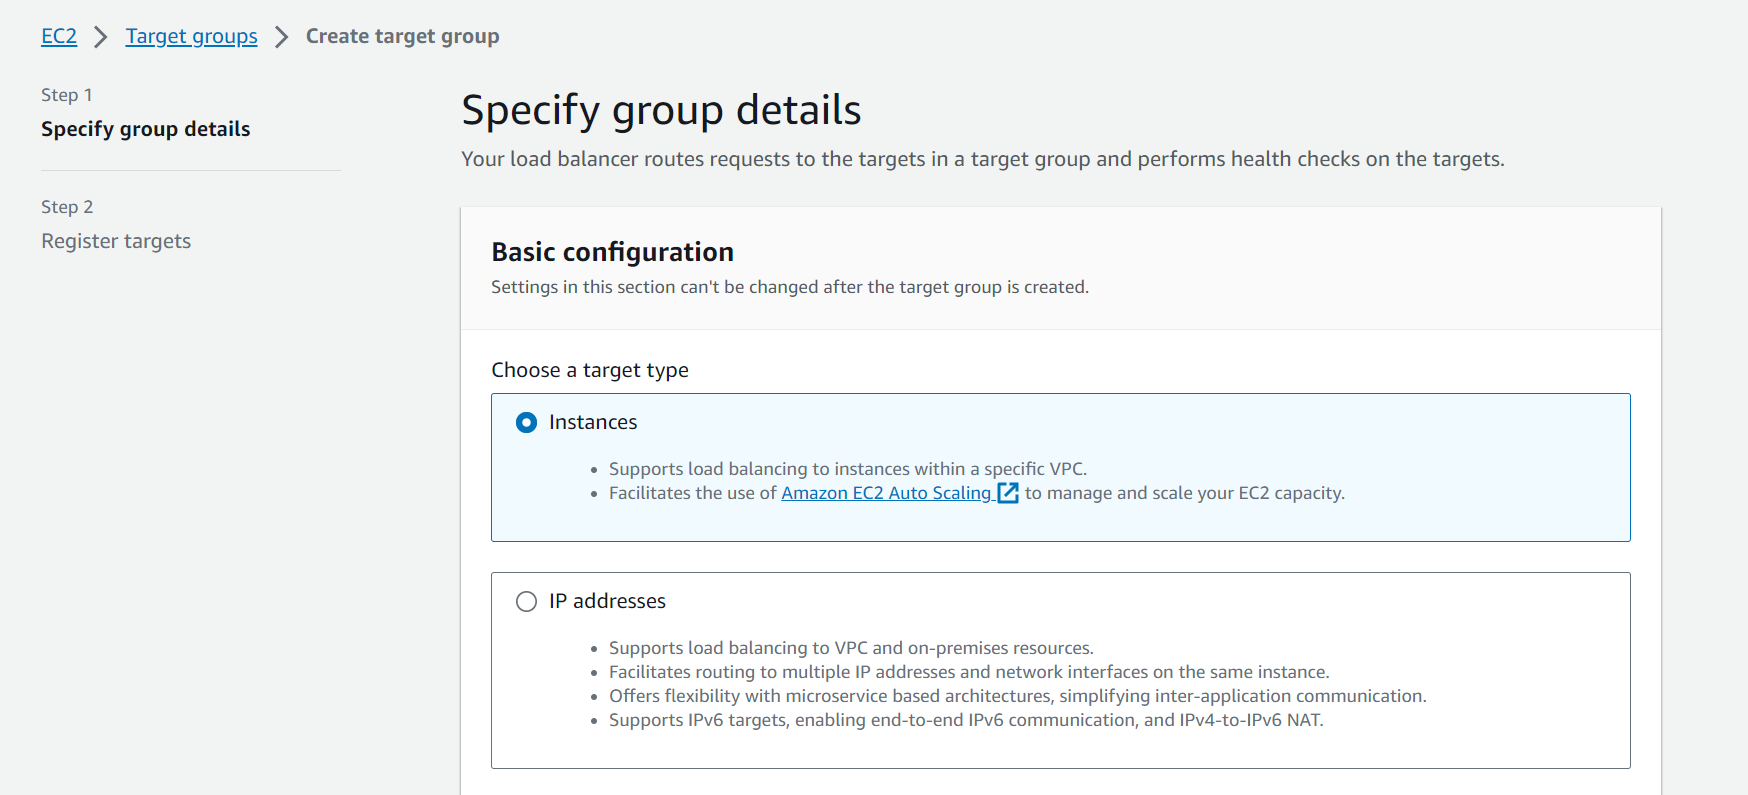 EC2 Target groups Create target group
Step 1
Specify group details
Step 2
Register targets
Specify group details
Your load balancer routes requests to the targets in a target group and performs health checks on the targets.
Basic configuration
Settings in this section can't be changed after the target group is created.
Choose a target type
Instances
• Supports load balancing to instances within a specific VPC.
• Facilitates the use of Amazon EC2 Auto Scaling to manage and scale your EC2 capacity.
IP addresses
• Supports load balancing to VPC and on-premises resources.
• Facilitates routing to multiple IP addresses and network interfaces on the same instance.
• Offers flexibility with microservice based architectures, simplifying inter-application communication.
• Supports IPv6 targets, enabling end-to-end IPv6 communication, and IPv4-to-IPv6 NAT.